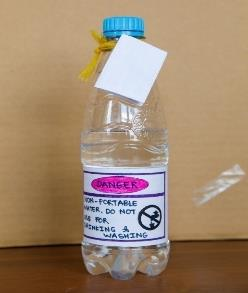 DANGER
NON-PORTABLE
WATER. DO NOT
USE FOR
DRINKING &
WASHING